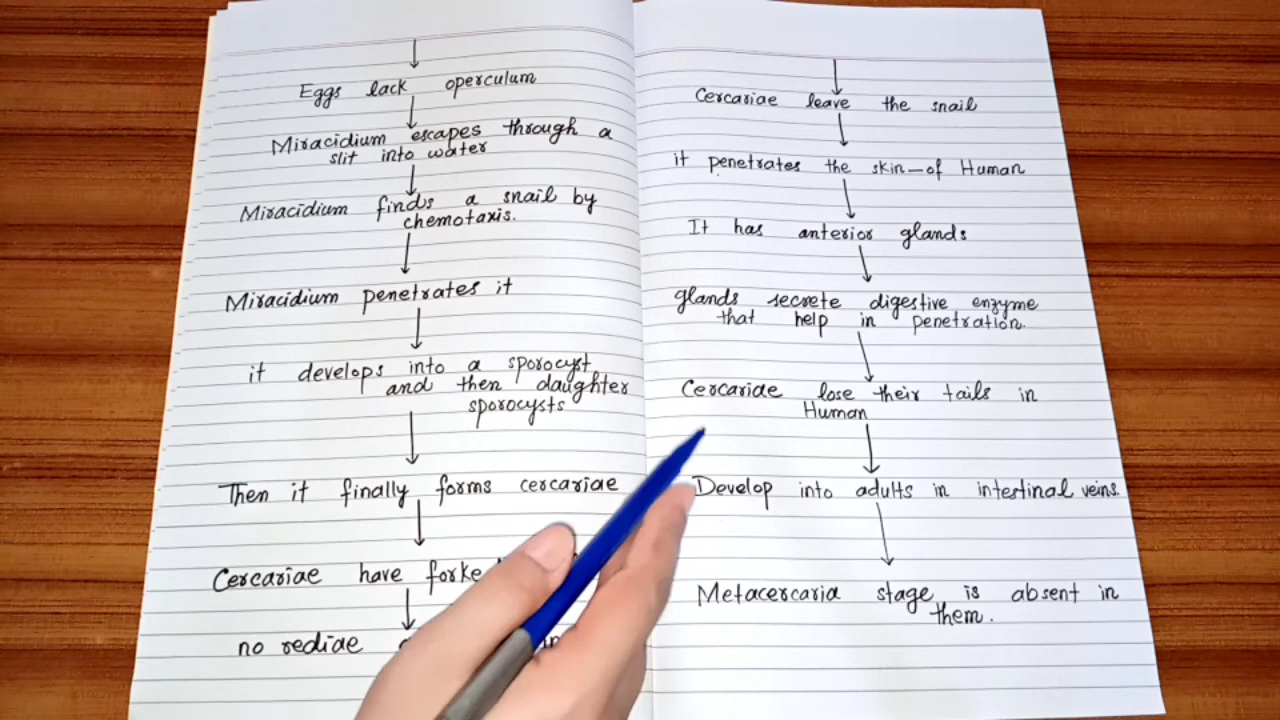 Eggs lack operculum
Miracidium escapes through a
slit into water
Miracidium finds a snail by
chemotaxis.
Miracidium penetrates it
it develops into a sporocyst
and then daughter
sporocysts
Then it finally forms cercariae
Cercariae have
no rediae
Cercariae leave the snail
it penetrates the skin—of Human
It has anterior glands
glands secrete digestive enzyme
that help in penetration.
Cercariae lose their tails in
Human
Develop into adults in intestinal veins.
Metacercaria stage is absent in
them.